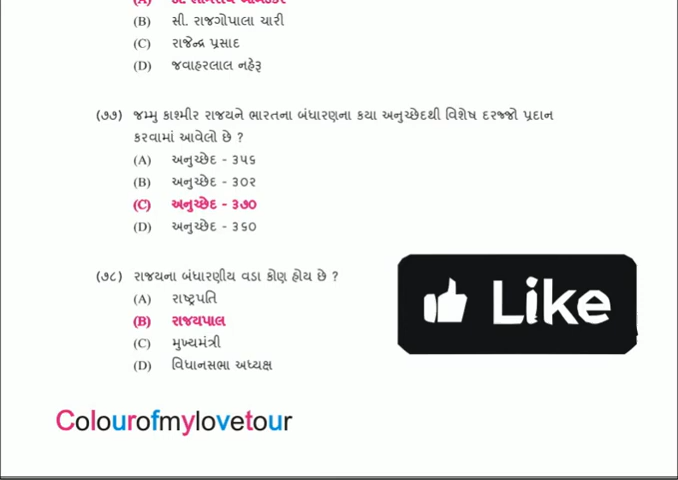 (B) સી. રાજગોપાલા ચારી
(C) રાજેન્દ્ર પ્રસાદ
(D) જવાહરલાલ નહેરૂ
(૭૭) જમ્મુ કાશ્મીર રાજયને ભારતના બંધારણના કયા અનુચ્છેદથી વિશેષ દરજ્જો પ્રદાન
કરવામાં આવેલો છે ?
(A) અનુચ્છેદ - ૩૫૬
(B) અનુચ્છેદ - ૩૦૨
(C) અનુચ્છેદ - ૩૭૦
(D) અનુચ્છેદ - ૩૬૦
(૭૮) રાજયના બંધારણીય વડા કોણ હોય છે ?
(A) રાષ્ટ્રપતિ
(B) રાજયપાલ
(C) મુખ્યમંત્રી
(D) વિધાનસભા અધ્યક્ષ
Like
Colourofmylovetour